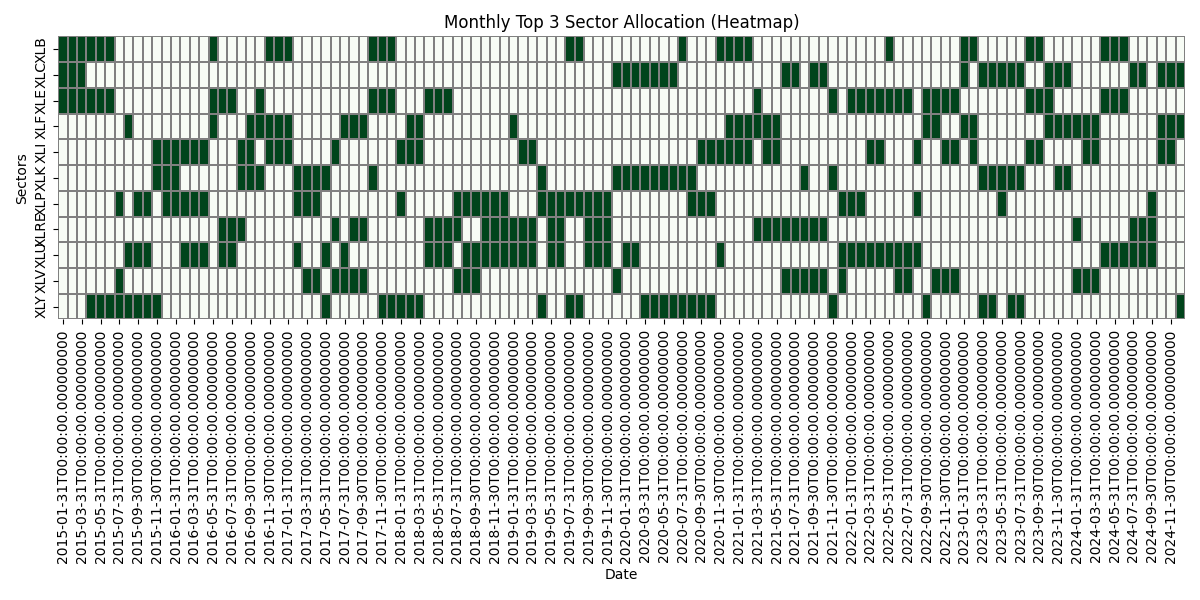 Monthly Top 3 Sector Allocation (Heatmap)
Sectors
XLB
XLC
XLE
XLF
XLI
XLK
XLP
XLRE
XLU
XLV
XLY
2015-01-31T00:00:00.000000000
2015-03-31T00:00:00.000000000
2015-05-31T00:00:00.000000000
2015-07-31T00:00:00.000000000
2015-09-30T00:00:00.000000000
2015-11-30T00:00:00.000000000
2016-01-31T00:00:00.000000000
2016-03-31T00:00:00.000000000
2016-05-31T00:00:00.000000000
2016-07-31T00:00:00.000000000
2016-09-30T00:00:00.000000000
2016-11-30T00:00:00.000000000
2017-01-31T00:00:00.000000000
2017-03-31T00:00:00.000000000
2017-05-31T00:00:00.000000000
2017-07-31T00:00:00.000000000
2017-09-30T00:00:00.000000000
2017-11-30T00:00:00.000000000
2018-01-31T00:00:00.000000000
2018-03-31T00:00:00.000000000
2018-05-31T00:00:00.000000000
2018-07-31T00:00:00.000000000
2018-09-30T00:00:00.000000000
2018-11-30T00:00:00.000000000
2019-01-31T00:00:00.000000000
2019-03-31T00:00:00.000000000
2019-05-31T00:00:00.000000000
2019-07-31T00:00:00.000000000
2019-09-30T00:00:00.000000000
2019-11-30T00:00:00.000000000
2020-01-31T00:00:00.000000000
2020-03-31T00:00:00.000000000
2020-05-31T00:00:00.000000000
2020-07-31T00:00:00.000000000
2020-09-30T00:00:00.000000000
2020-11-30T00:00:00.000000000
2021-01-31T00:00:00.000000000
2021-03-31T00:00:00.000000000
2021-05-31T00:00:00.000000000
2021-07-31T00:00:00.000000000
2021-09-30T00:00:00.000000000
2021-11-30T00:00:00.000000000
2022-01-31T00:00:00.000000000
2022-03-31T00:00:00.000000000
2022-05-31T00:00:00.000000000
2022-07-31T00:00:00.000000000
2022-09-30T00:00:00.000000000
2022-11-30T00:00:00.000000000
2023-01-31T00:00:00.000000000
2023-03-31T00:00:00.000000000
2023-05-31T00:00:00.000000000
2023-07-31T00:00:00.000000000
2023-09-30T00:00:00.000000000
2023-11-30T00:00:00.000000000
2024-01-31T00:00:00.000000000
2024-03-31T00:00:00.000000000
2024-05-31T00:00:00.000000000
2024-07-31T00:00:00.000000000
2024-09-30T00:00:00.000000000
2024-11-30T00:00:00.000000000
Date